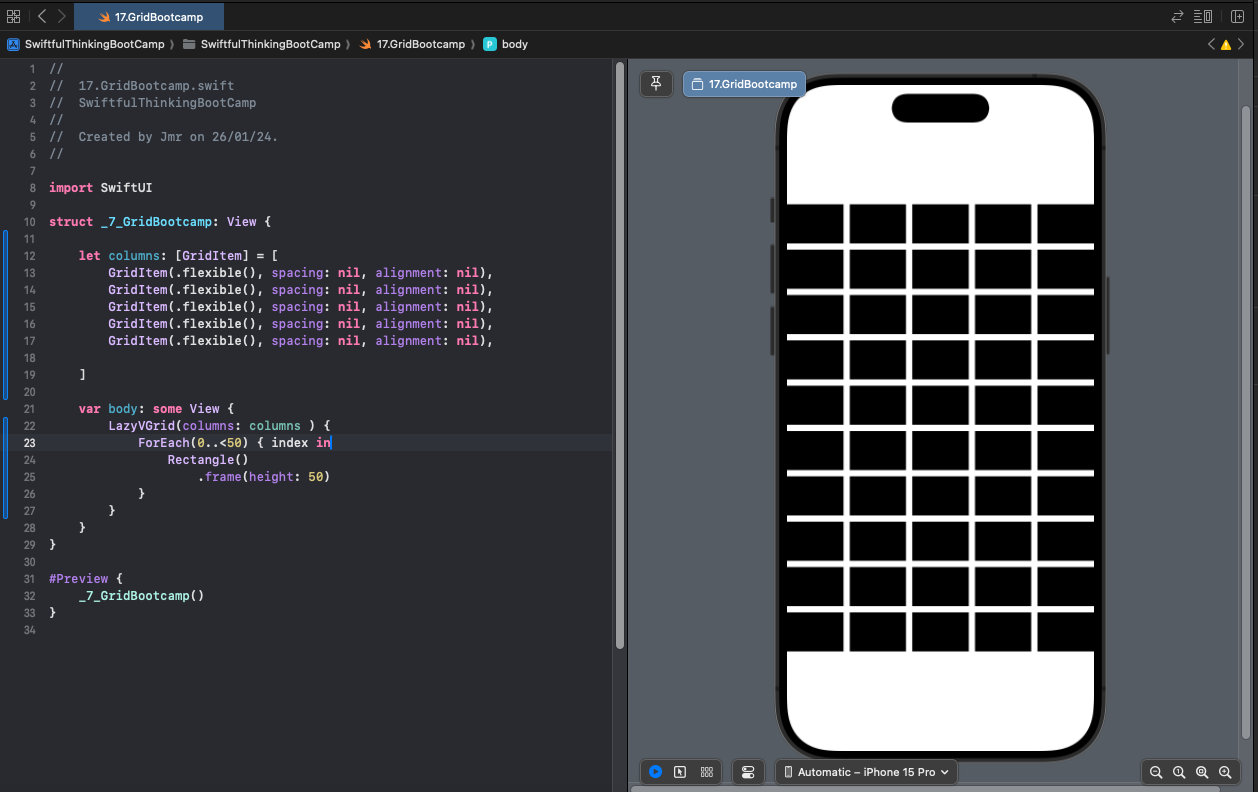 17.GridBootcamp
SwiftfulThinkingBootCamp 〉 SwiftfulThinkingBootCamp 〉 17.GridBootcamp 〉 P body
1 //
2 //  17.GridBootcamp.swift
3 //  SwiftfulThinkingBootCamp
4 //
5 //  Created by Jmr on 26/01/24.
6 //
7
8 import SwiftUI
9
10 struct _7_GridBootcamp: View {
11
12     let columns: [GridItem] = [
13         GridItem(.flexible(), spacing: nil, alignment: nil),
14         GridItem(.flexible(), spacing: nil, alignment: nil),
15         GridItem(.flexible(), spacing: nil, alignment: nil),
16         GridItem(.flexible(), spacing: nil, alignment: nil),
17         GridItem(.flexible(), spacing: nil, alignment: nil),
18
19     ]
20
21     var body: some View {
22         LazyVGrid(columns: columns ) {
23             ForEach(0..<50) { index in
24                 Rectangle()
25                     .frame(height: 50)
26             }
27         }
28     }
29 }
30
31 #Preview {
32     _7_GridBootcamp()
33 }
34
17.GridBootcamp
Automatic – iPhone 15 Pro